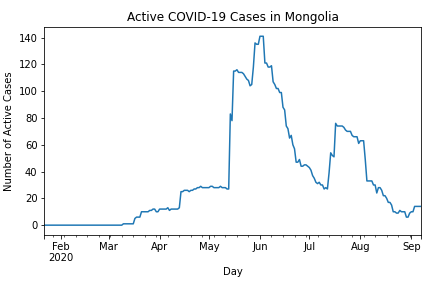 Active COVID-19 Cases in Mongolia
Number of Active Cases
140
120
100
80
60
40
20
0
Feb Mar Apr May Jun Jul Aug Sep
2020
Day